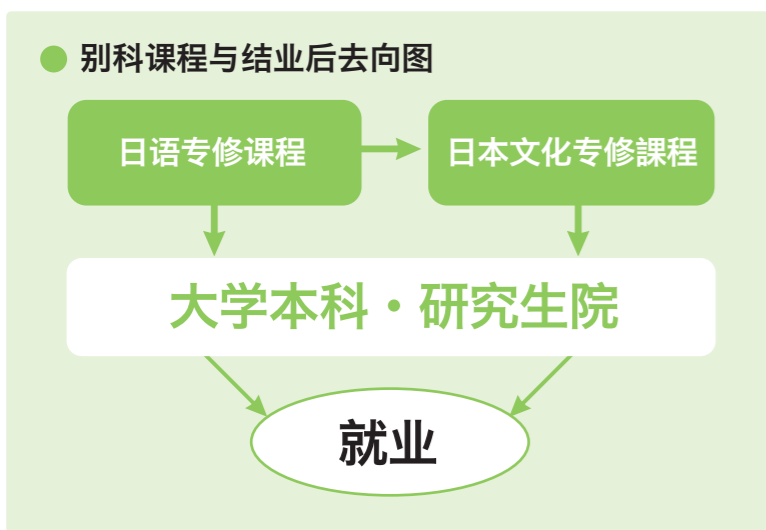 别科课程与结业后去向图
日语专修课程
日本文化专修課程
大学本科・研究生院
就业